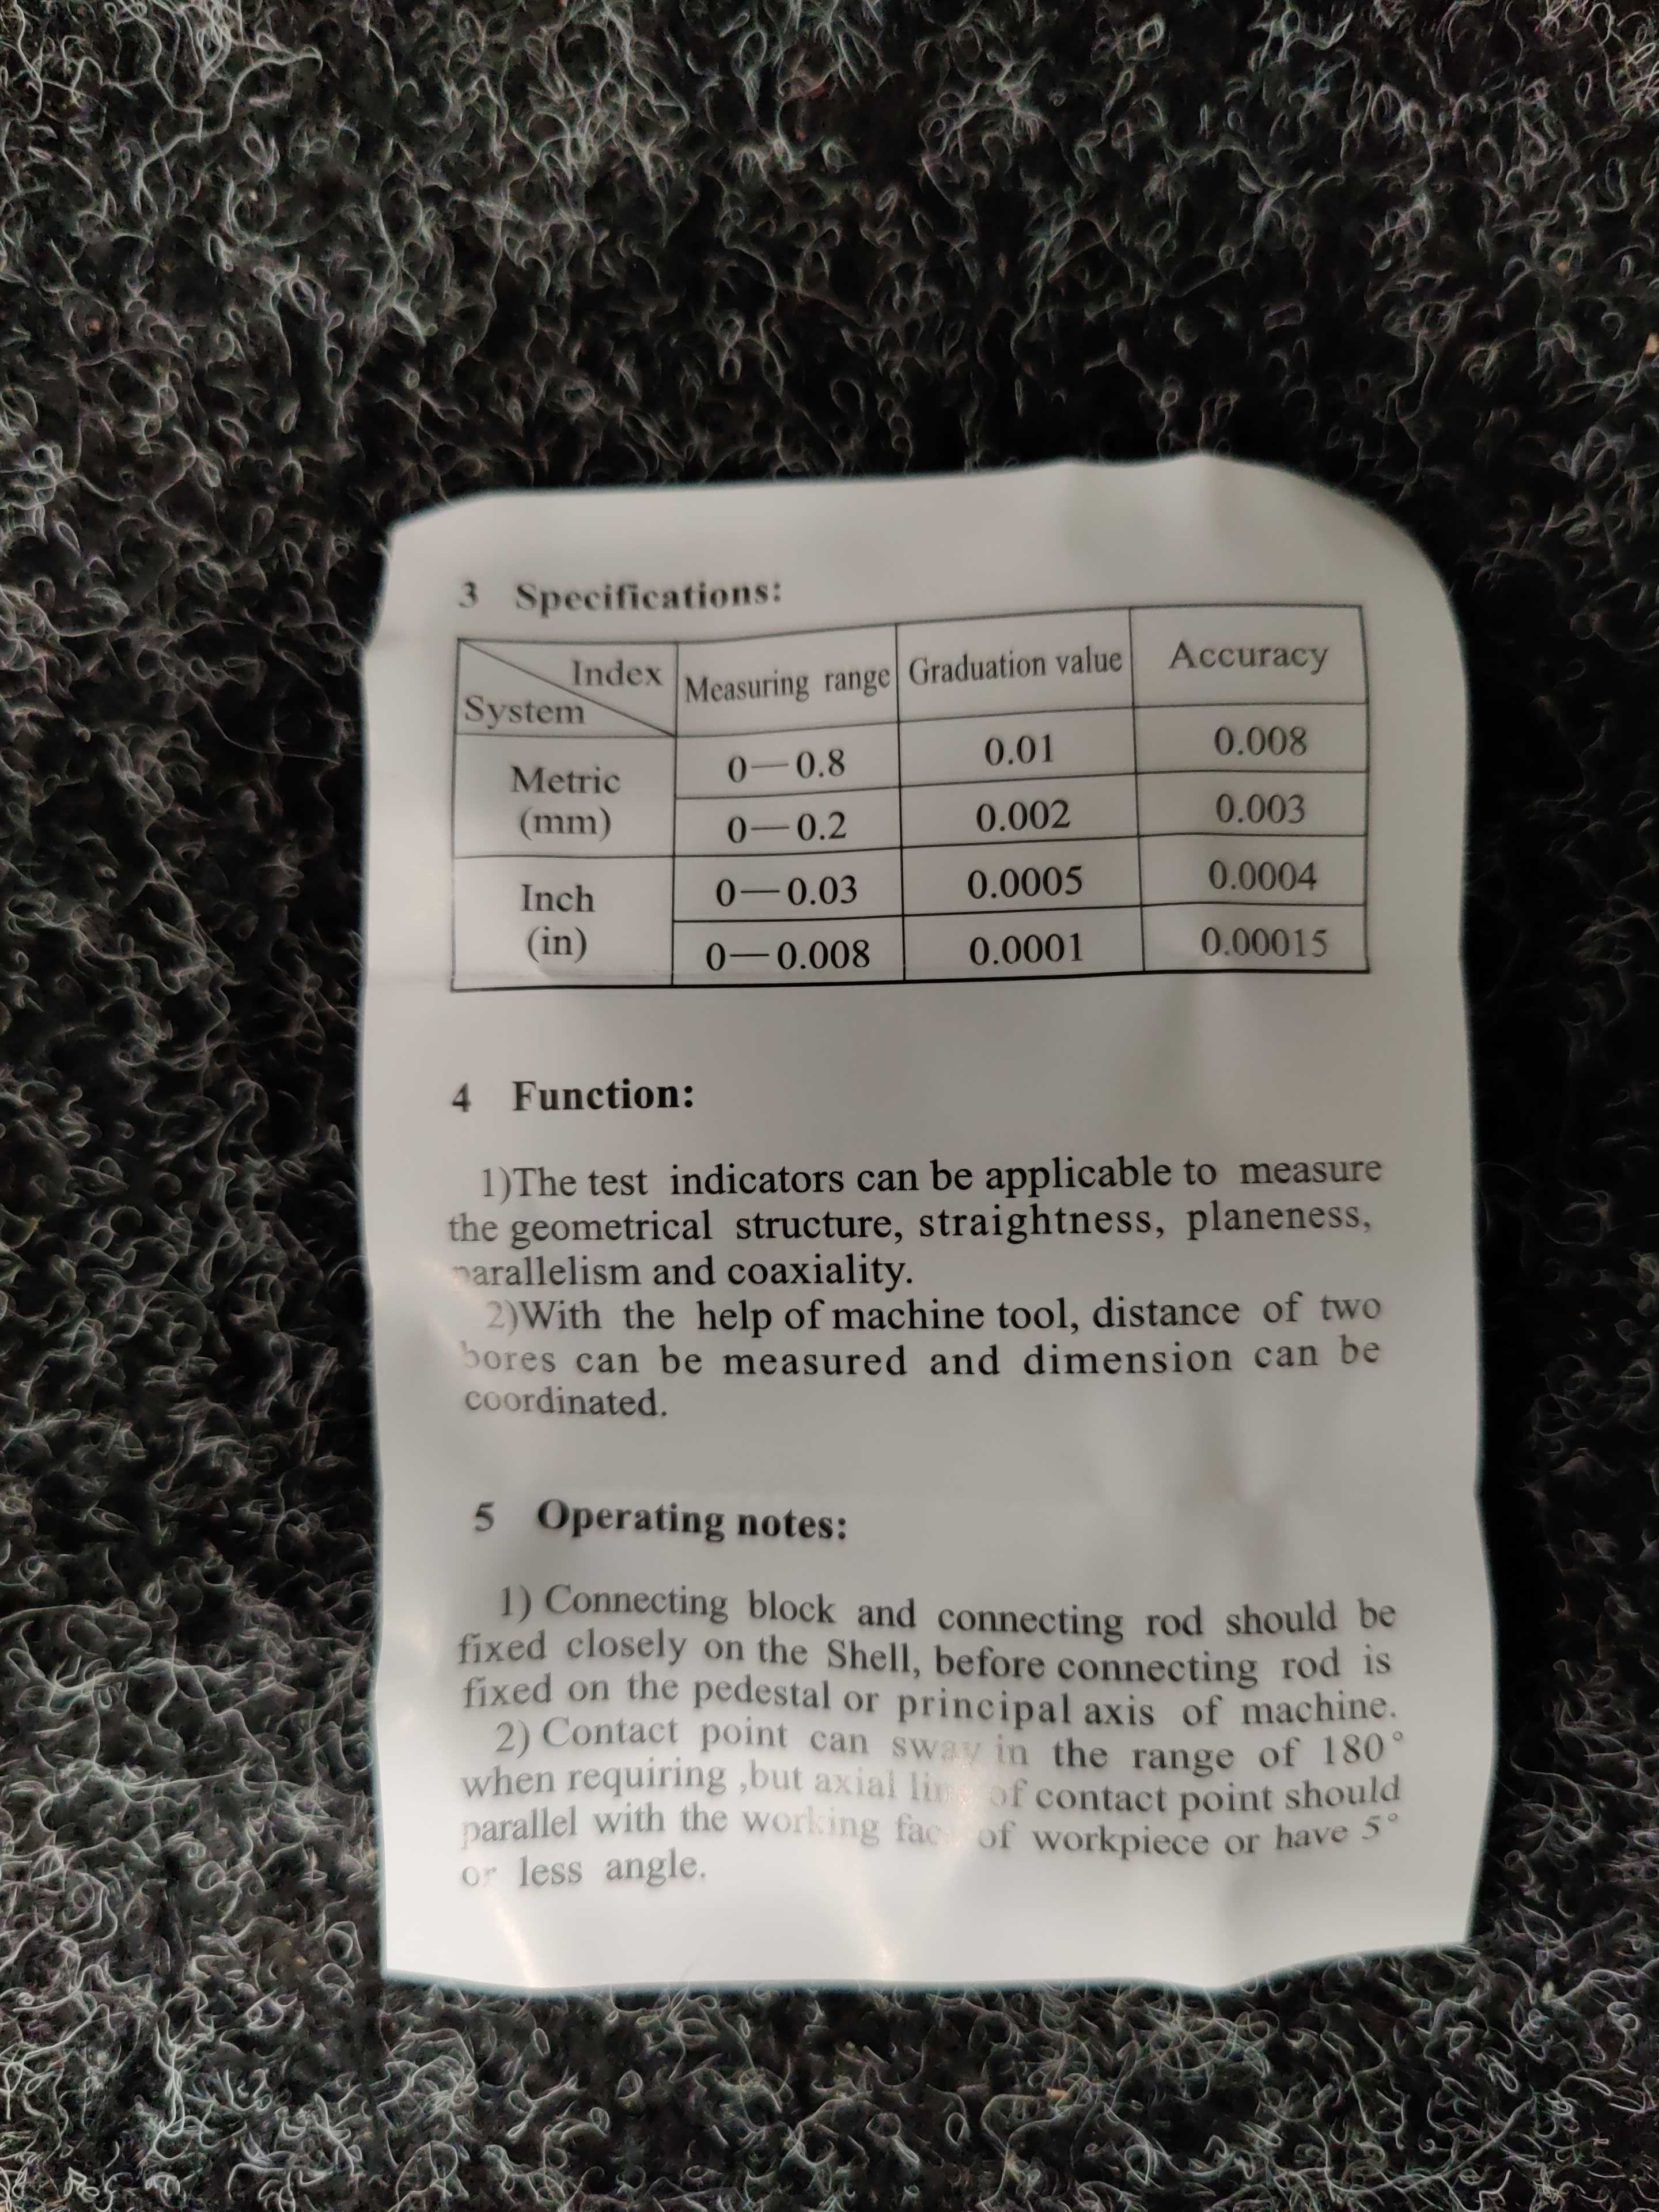 3 Specifications:
Index Measuring range Graduation value Accuracy
System
Metric (mm) 0—0.8 0.01 0.008
0—0.2 0.002 0.003
Inch (in) 0—0.03 0.0005 0.0004
0—0.008 0.0001 0.00015
4 Function:
1)The test indicators can be applicable to measure
the geometrical structure, straightness, planeness,
parallelism and coaxiality.
2)With the help of machine tool, distance of two
bores can be measured and dimension can be
coordinated.
5 Operating notes:
1) Connecting block and connecting rod should be
fixed closely on the Shell, before connecting rod is
fixed on the pedestal or principal axis of machine.
2) Contact point can sway in the range of 180°
when requiring ,but axial line of contact point should
parallel with the working face of workpiece or have 5°
or less angle.